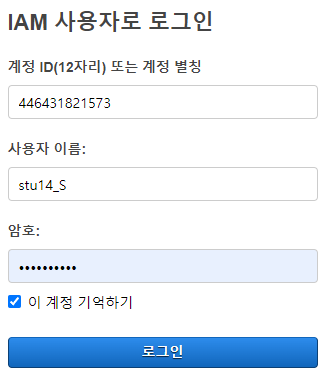 IAM 사용자로 로그인
계정 ID(12자리) 또는 계정 별칭
446431821573
사용자 이름:
stu14_S
암호:
••••••••••
이 계정 기억하기
로그인